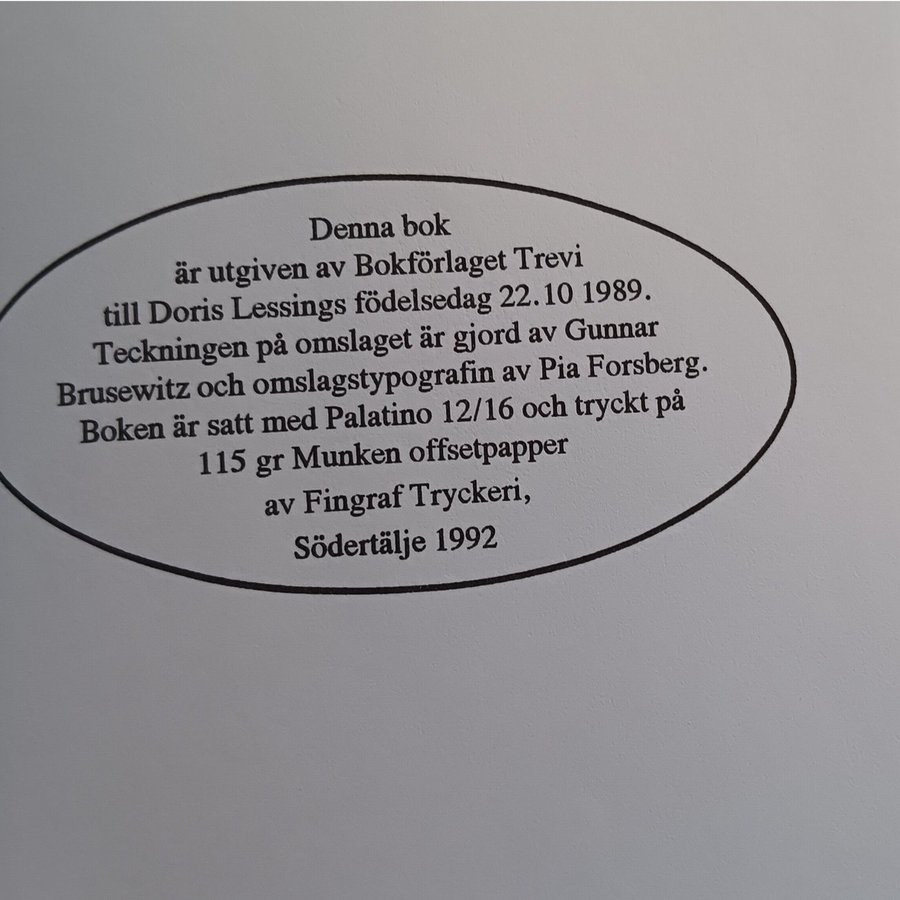 Denna bok
är utgiven av Bokförlaget Trevi
till Doris Lessings födelsedag 22.10 1989.
Teckningen på omslaget är gjord av Gunnar
Brusewitz och omslagstypografin av Pia Forsberg.
Boken är satt med Palatino 12/16 och tryckt på
115 gr Munken offsetpapper
av Fingraf Tryckeri,
Södertälje 1992